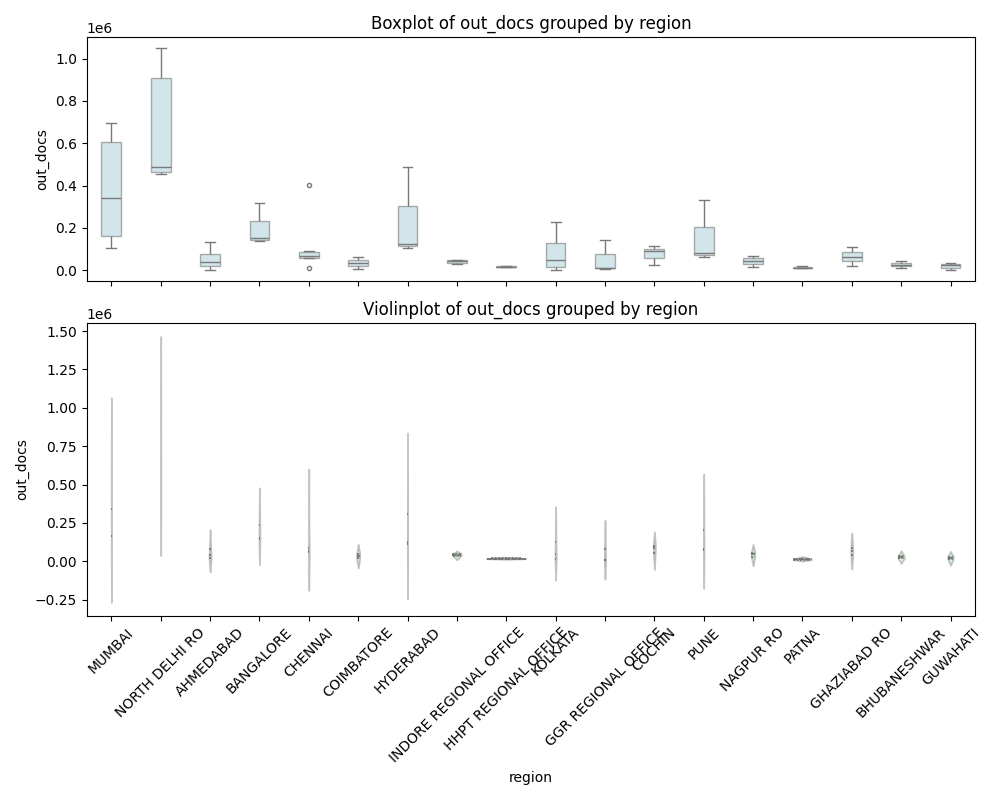 Boxplot of out_docs grouped by region
1e6
1.0
0.8
0.6
0.4
0.2
0.0
out_docs
Violinplot of out_docs grouped by region
1e6
1.50
1.25
1.00
0.75
0.50
0.25
0.00
−0.25
out_docs
MUMBAI
NORTH DELHI RO
AHMEDABAD
BANGALORE
CHENNAI
COIMBATORE
HYDERABAD
INDORE REGIONAL OFFICE
HHPT REGIONAL OFFICE
KOLKATA
GGR REGIONAL OFFICE
COCHIN
PUNE
NAGPUR RO
PATNA
GHAZIABAD RO
BHUBANESHWAR
GUWAHATI
region